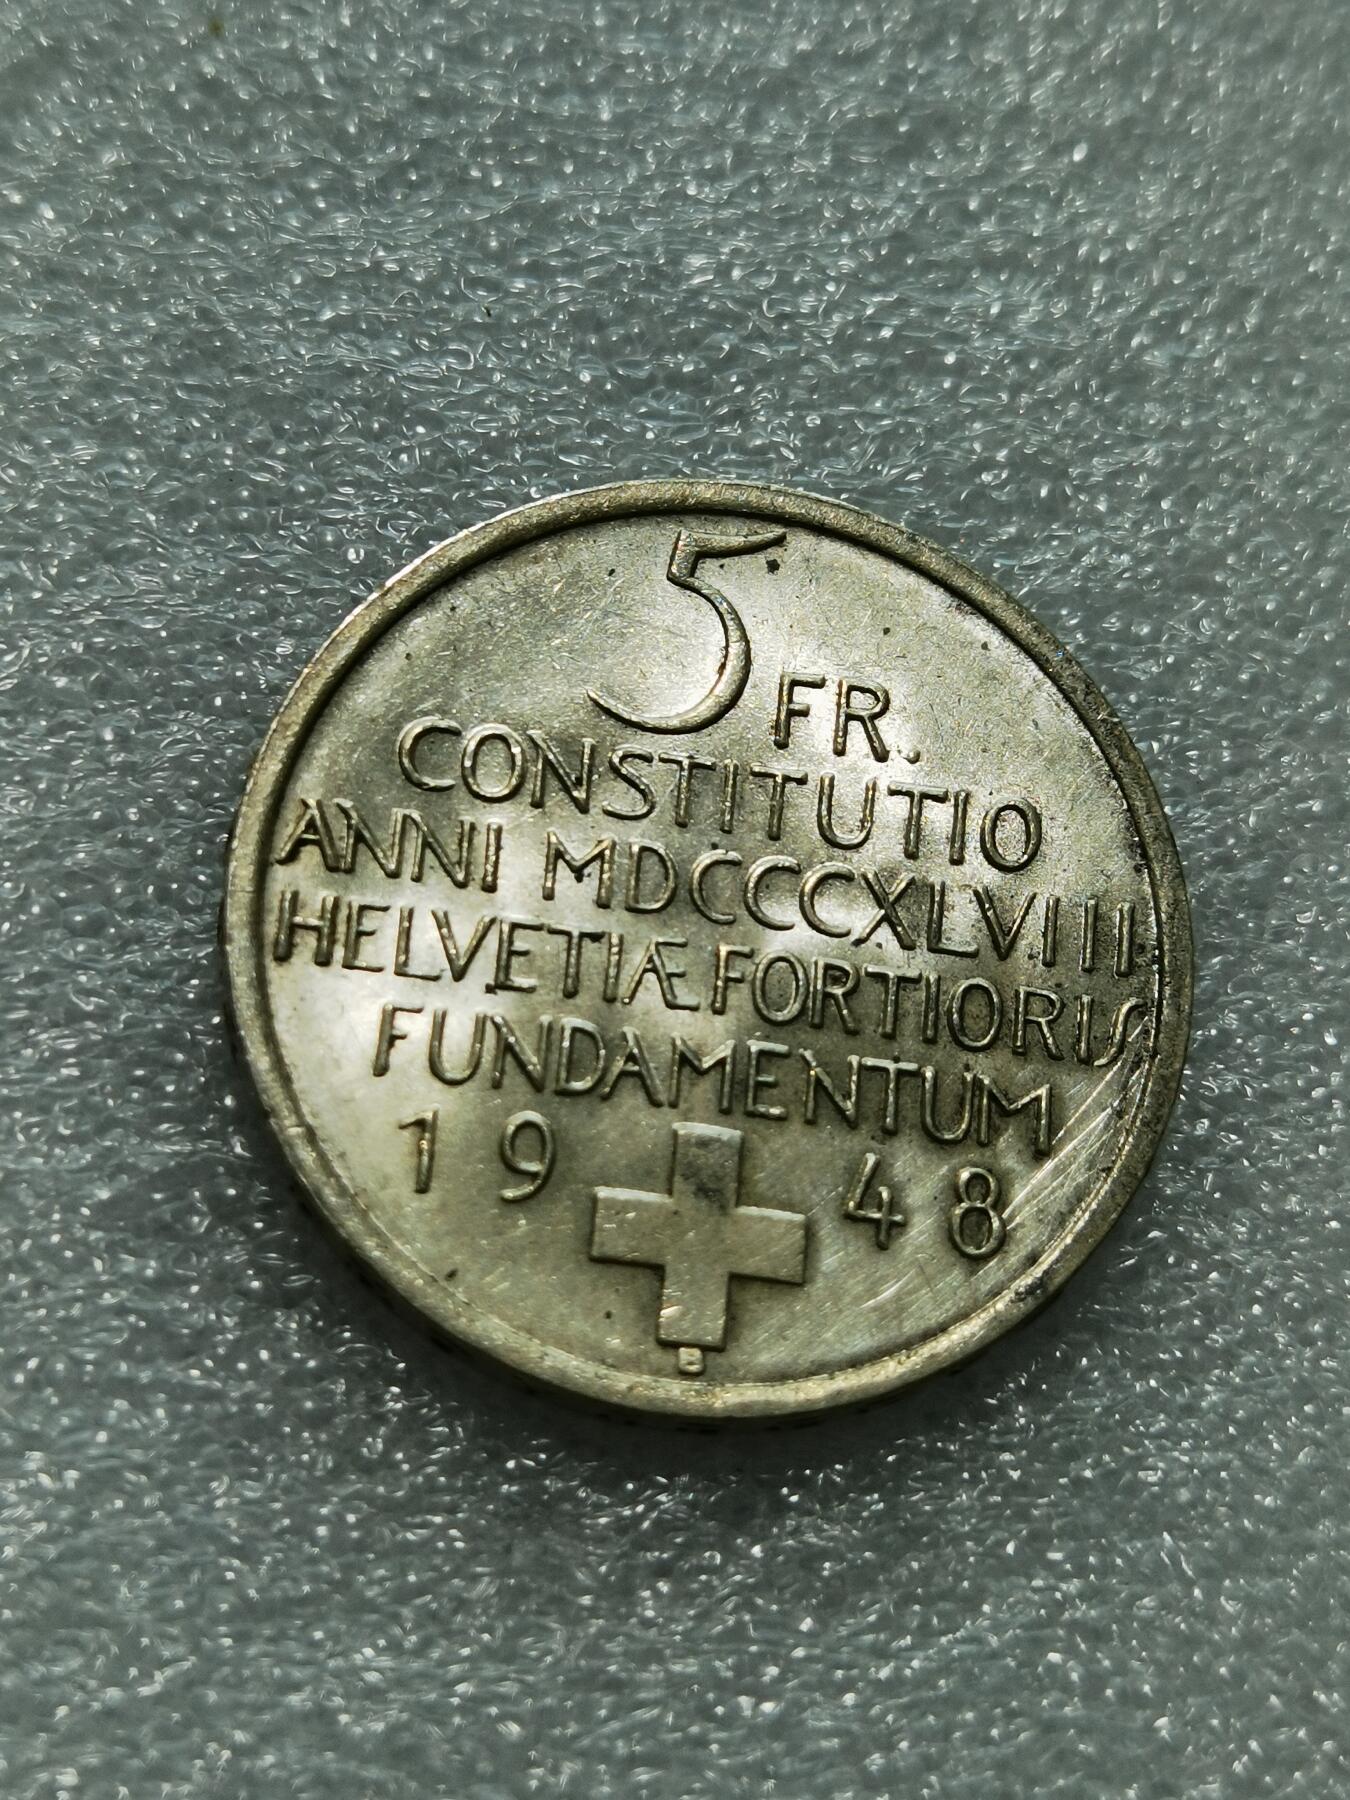 5 FR.
CONSTITUTIO
ANNI MDCCCXLVIII
HELVETIÆ FORTIORIS
FUNDAMENTUM
19 48
B